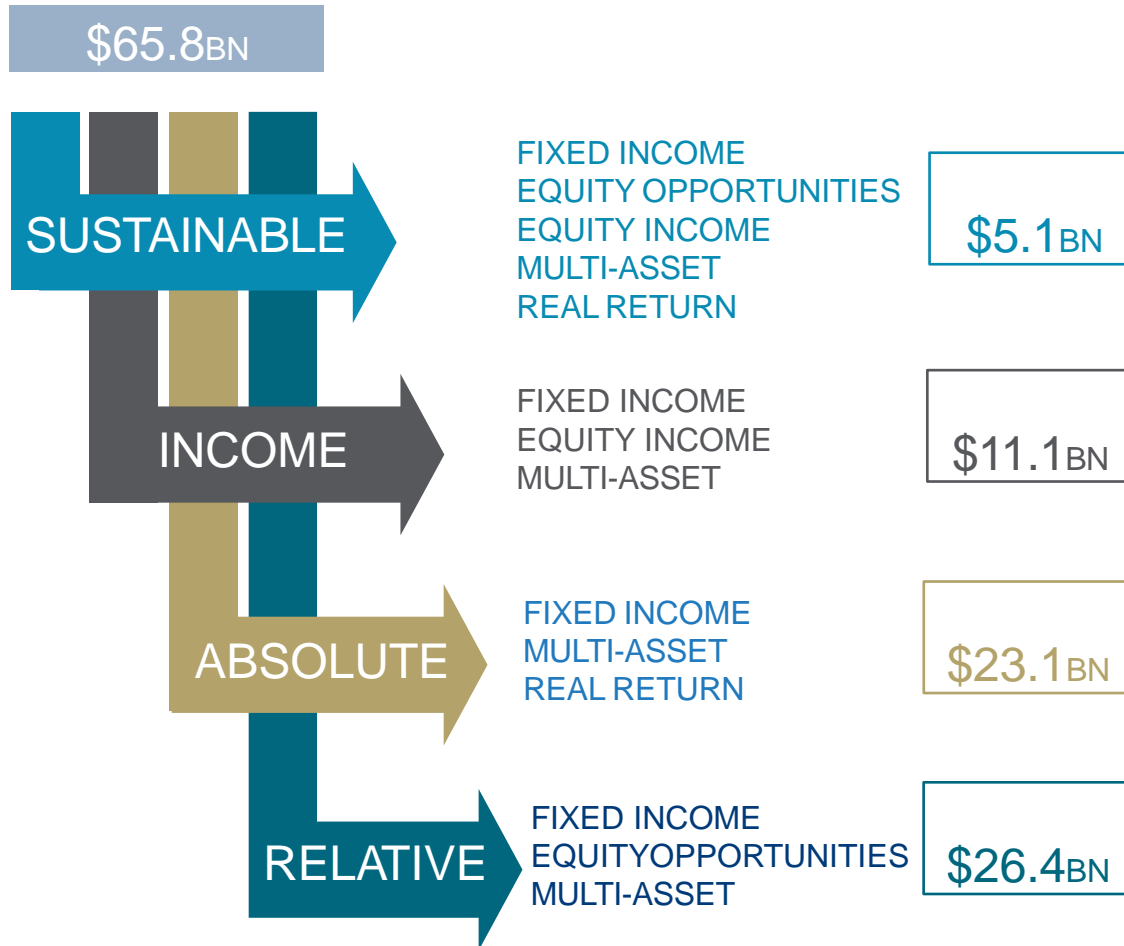 $65.8BN
SUSTAINABLE
FIXED INCOME
EQUITY OPPORTUNITIES
EQUITY INCOME
MULTI-ASSET
REAL RETURN
$5.1BN
INCOME
FIXED INCOME
EQUITY INCOME
MULTI-ASSET
$11.1BN
ABSOLUTE
FIXED INCOME
MULTI-ASSET
REAL RETURN
$23.1BN
RELATIVE
FIXED INCOME
EQUITYOPPORTUNITIES
MULTI-ASSET
$26.4BN